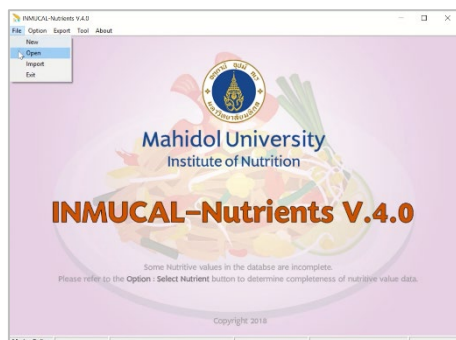 INMUCAL-Nutrients V.4.0
File Option Export Tool About
New
Open
Import
Exit
Mahidol University
Institute of Nutrition
INMUCAL-Nutrients V.4.0
Some Nutritive values in the databse are incomplete.
Please refer to the Option : Select Nutrient button to determine completeness of nutritive value data.
Copyright 2018